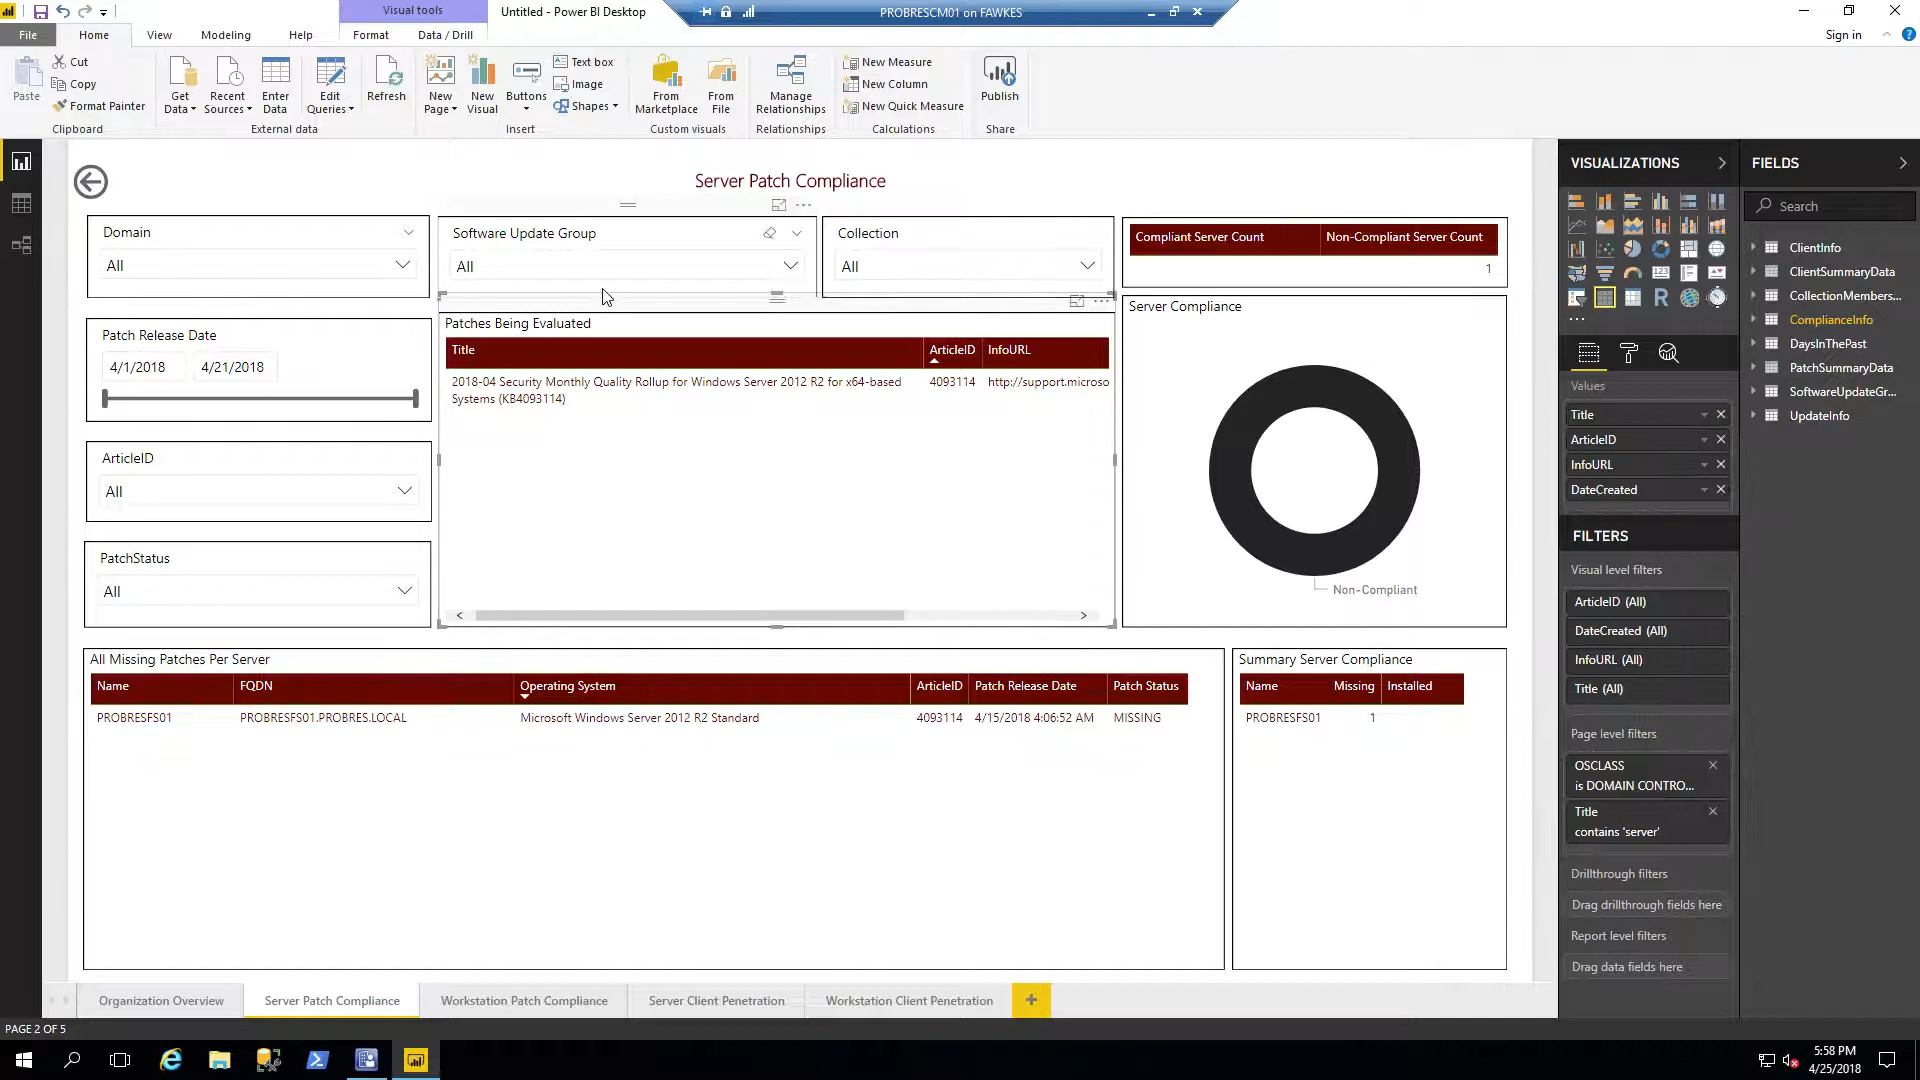 Visual tools
Untitled - Power BI Desktop
PROBRESCM01 on FAWKES
File
Home
View
Modeling
Help
Format
Data / Drill
Sign in
Paste
Cut
Copy
Format Painter
Clipboard
Get Data
Recent Sources
Enter Data
Edit Queries
External data
Refresh
New Page
New Visual
Buttons
Text box
Image
Shapes
Insert
From Marketplace
From File
Custom visuals
Manage Relationships
Relationships
New Measure
New Column
New Quick Measure
Calculations
Publish
Share
Server Patch Compliance
Domain
All
Software Update Group
All
Collection
All
Compliant Server Count
Non-Compliant Server Count
1
Patch Release Date
4/1/2018
4/21/2018
ArticleID
All
PatchStatus
All
Patches Being Evaluated
Title
ArticleID
InfoURL
2018-04 Security Monthly Quality Rollup for Windows Server 2012 R2 for x64-based
Systems (KB4093114)
4093114
http://support.microso
Server Compliance
Non-Compliant
All Missing Patches Per Server
Name
FQDN
Operating System
ArticleID
Patch Release Date
Patch Status
PROBRESFS01
PROBRESFS01.PROBRES.LOCAL
Microsoft Windows Server 2012 R2 Standard
4093114
4/15/2018 4:06:52 AM
MISSING
Summary Server Compliance
Name
Missing
Installed
PROBRESFS01
1
VISUALIZATIONS
R
123
Values
Title
ArticleID
InfoURL
DateCreated
FILTERS
Visual level filters
ArticleID (All)
DateCreated (All)
InfoURL (All)
Title (All)
Page level filters
OSCLASS
is DOMAIN CONTRO...
Title
contains 'server'
Drillthrough filters
Drag drillthrough fields here
Report level filters
Drag data fields here
FIELDS
Search
ClientInfo
ClientSummaryData
CollectionMembers...
ComplianceInfo
DaysInThePast
PatchSummaryData
SoftwareUpdateGr...
UpdateInfo
Organization Overview
Server Patch Compliance
Workstation Patch Compliance
Server Client Penetration
Workstation Client Penetration
PAGE 2 OF 5
5:58 PM
4/25/2018